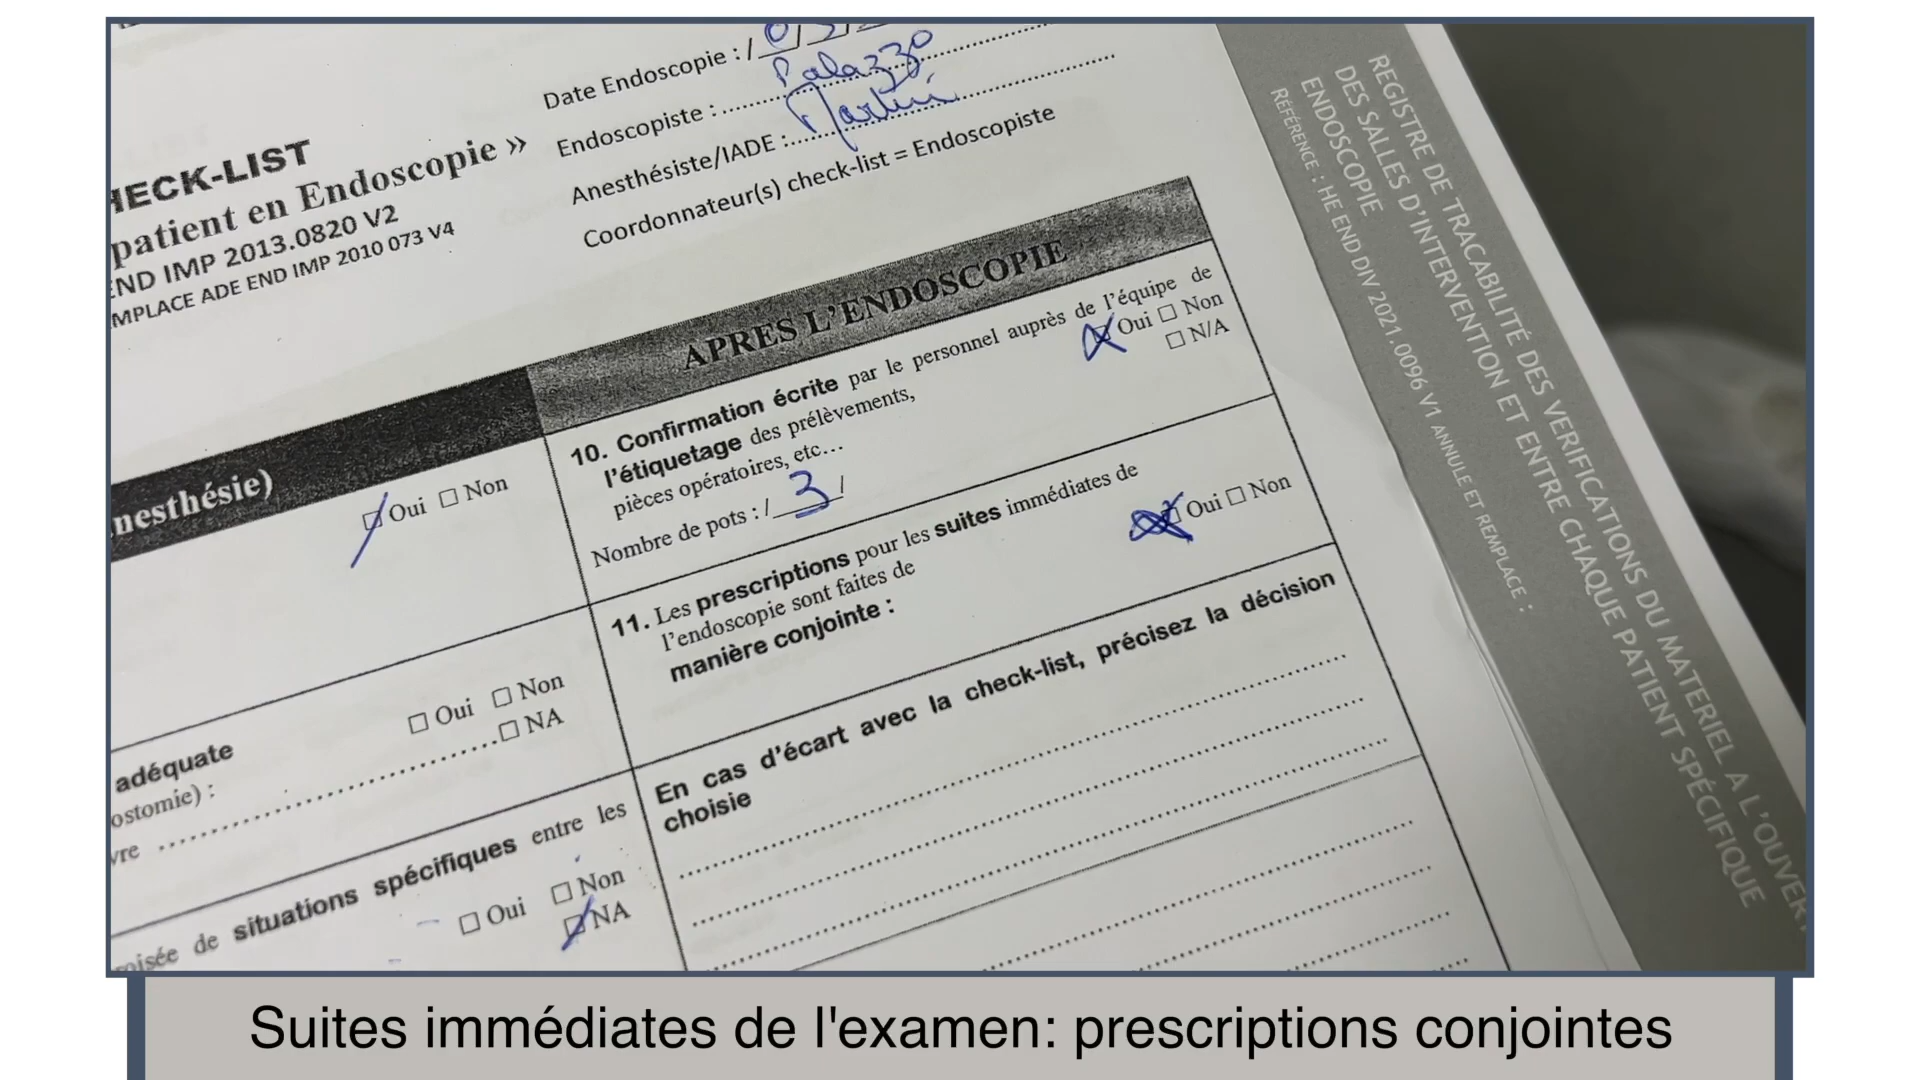 Date Endoscopie : /
Endoscopiste : Palazzo
Anesthésiste/IADE : Martin
Coordonnateur(s) check-list = Endoscopiste
HECK-LIST
patient en Endoscopie »
END IMP 2013.0820 V2
MPLACE ADE END IMP 2010 073 V4
nesthésie)
Oui Non
adéquate
Oui Non
ostomie) :
NA
vre
roisée de situations spécifiques entre les
Oui Non
NA
APRES L'ENDOSCOPIE
10. Confirmation écrite par le personnel auprès de l'équipe de
l'étiquetage des prélèvements,
Oui Non
pièces opératoires, etc…
N/A
Nombre de pots : / 3 /
11. Les prescriptions pour les suites immédiates de
l'endoscopie sont faites de
Oui Non
manière conjointe :
En cas d'écart avec la check-list, précisez la décision
choisie
REGISTRE DE TRACABILITÉ DES VERIFICATIONS DU MATERIEL A L'OUVER
DES SALLES D'INTERVENTION ET ENTRE CHAQUE PATIENT SPÉCIFIQUE
ENDOSCOPIE
RÉFÉRENCE : HE END DIV 2021.0096 V1 ANNULE ET REMPLACE :
Suites immédiates de l'examen: prescriptions conjointes